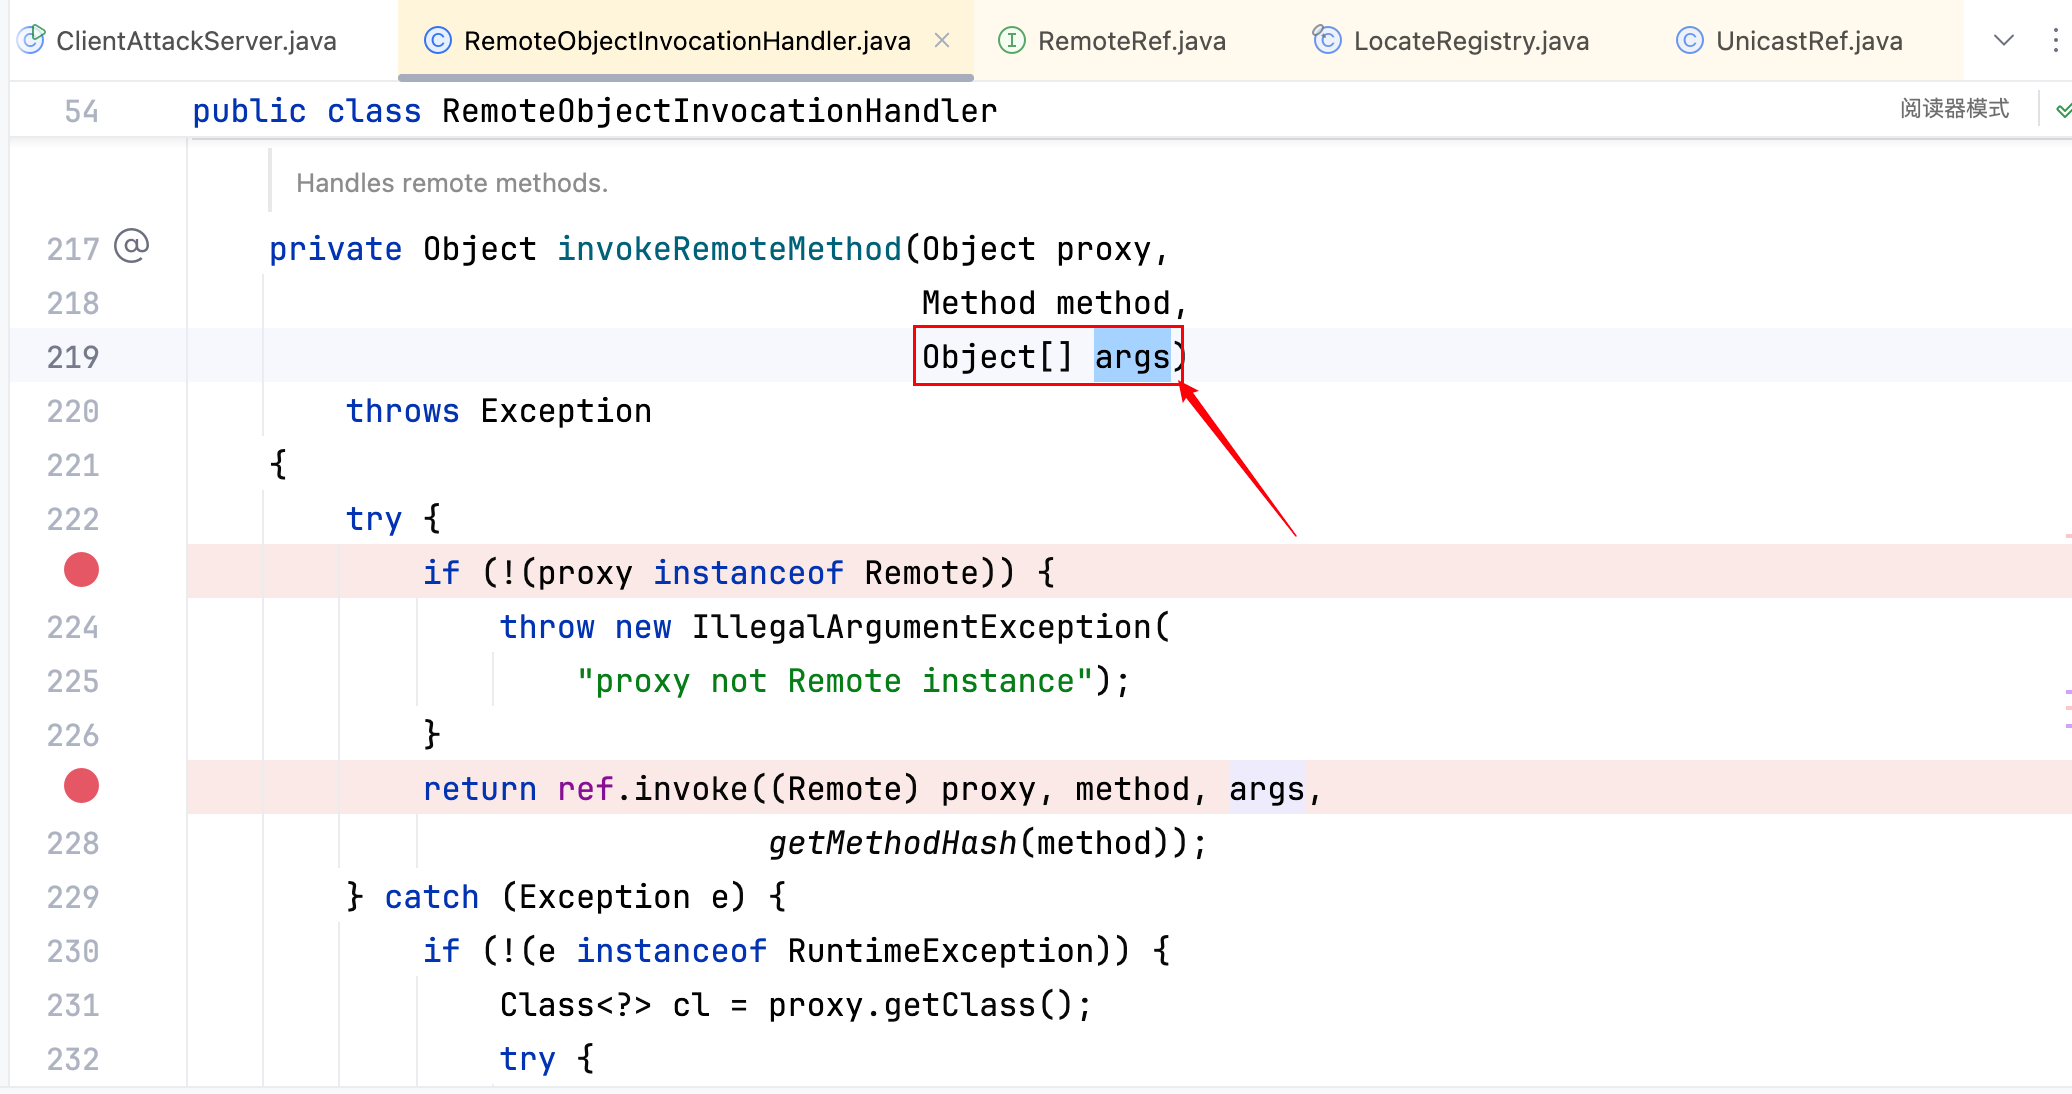 ClientAttackServer.java RemoteObjectInvocationHandler.java RemoteRef.java LocateRegistry.java UnicastRef.java
54 public class RemoteObjectInvocationHandler 阅读器模式
Handles remote methods.
217 @ private Object invokeRemoteMethod(Object proxy,
218 Method method,
219 Object[] args)
220 throws Exception
221 {
222 try {
if (!(proxy instanceof Remote)) {
224 throw new IllegalArgumentException(
225 "proxy not Remote instance");
226 }
return ref.invoke((Remote) proxy, method, args,
228 getMethodHash(method));
229 } catch (Exception e) {
230 if (!(e instanceof RuntimeException)) {
231 Class<?> cl = proxy.getClass();
232 try {